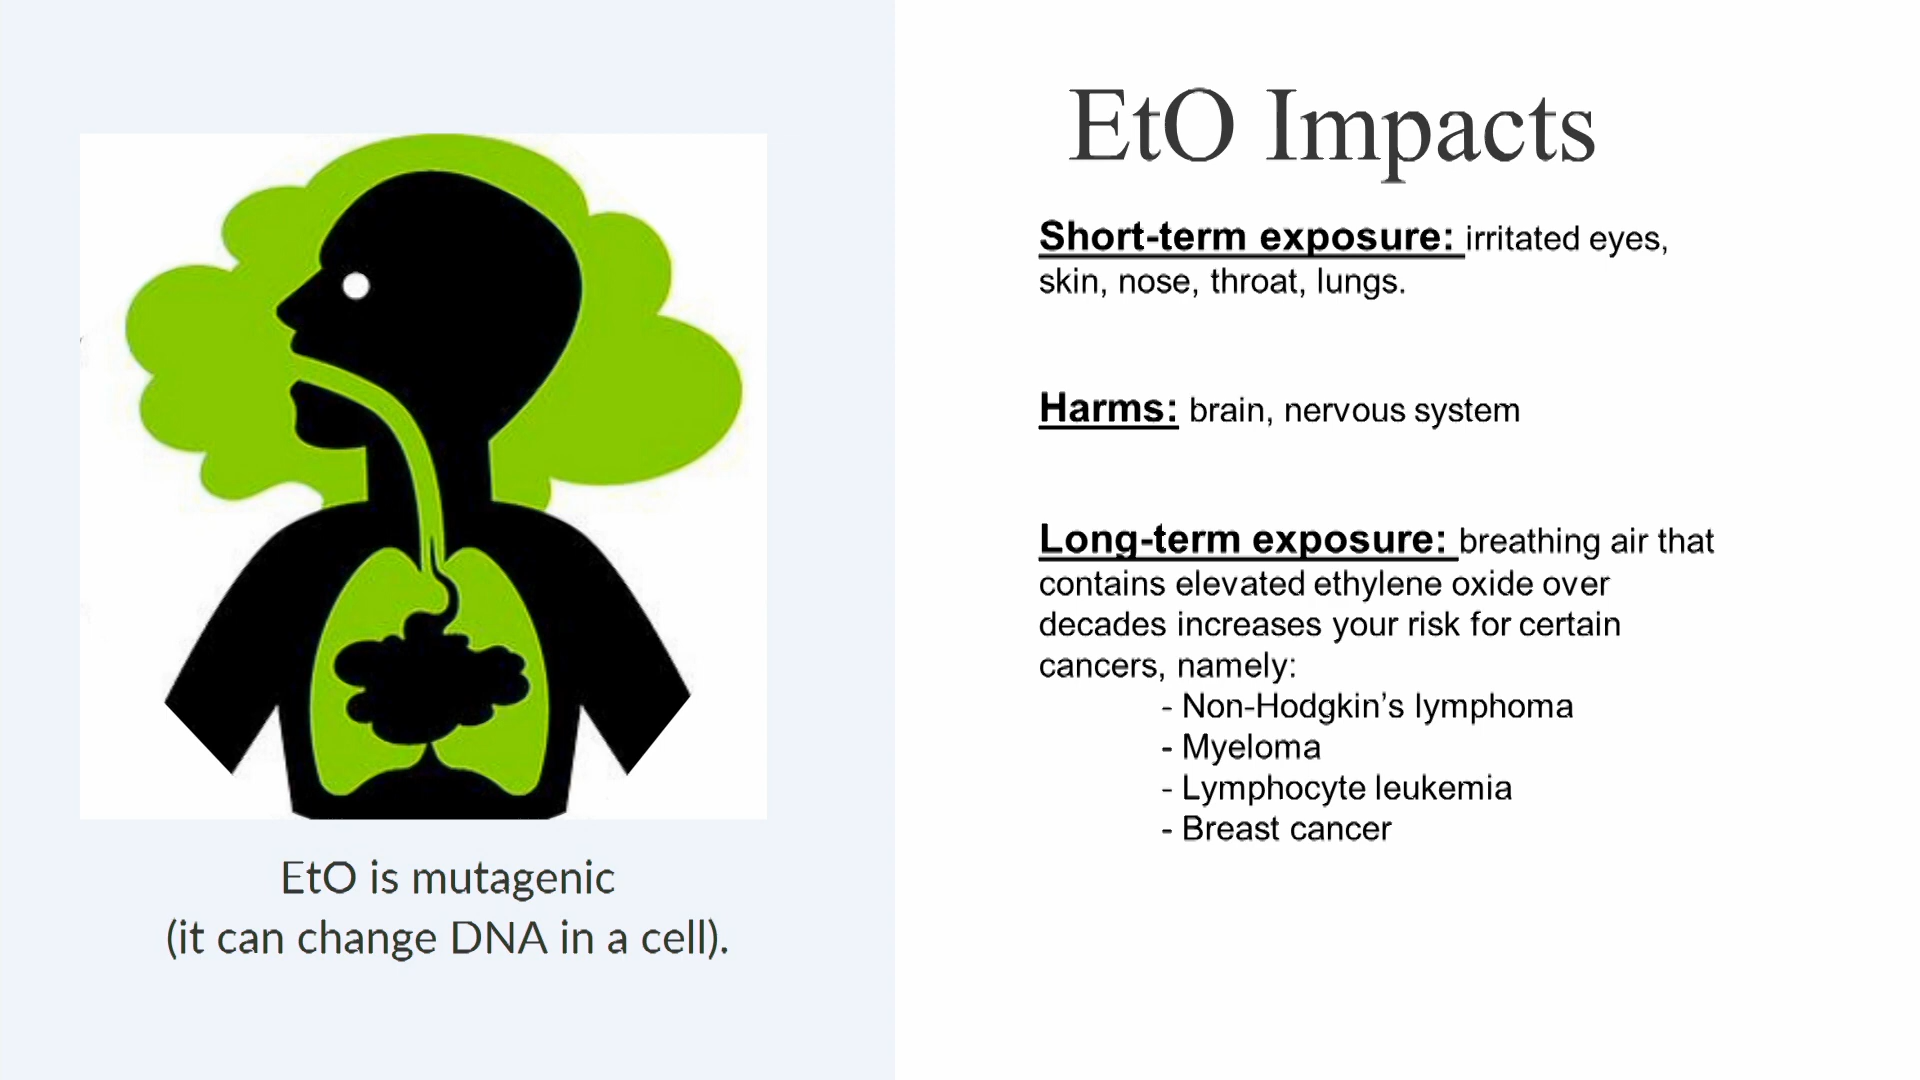 EtO Impacts
Short-term exposure: irritated eyes,
skin, nose, throat, lungs.
Harms: brain, nervous system
Long-term exposure: breathing air that
contains elevated ethylene oxide over
decades increases your risk for certain
cancers, namely:
- Non-Hodgkin’s lymphoma
- Myeloma
- Lymphocyte leukemia
- Breast cancer
EtO is mutagenic
(it can change DNA in a cell).